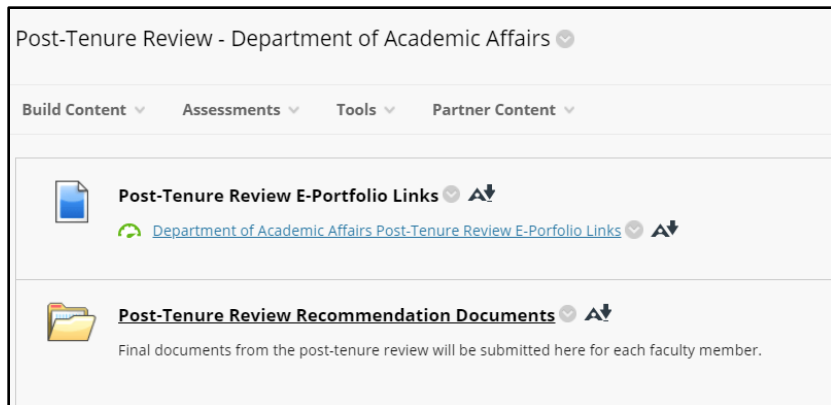 Post-Tenure Review - Department of Academic Affairs
Build Content Assessments Tools Partner Content
Post-Tenure Review E-Portfolio Links
Department of Academic Affairs Post-Tenure Review E-Porfolio Links
Post-Tenure Review Recommendation Documents
Final documents from the post-tenure review will be submitted here for each faculty member.